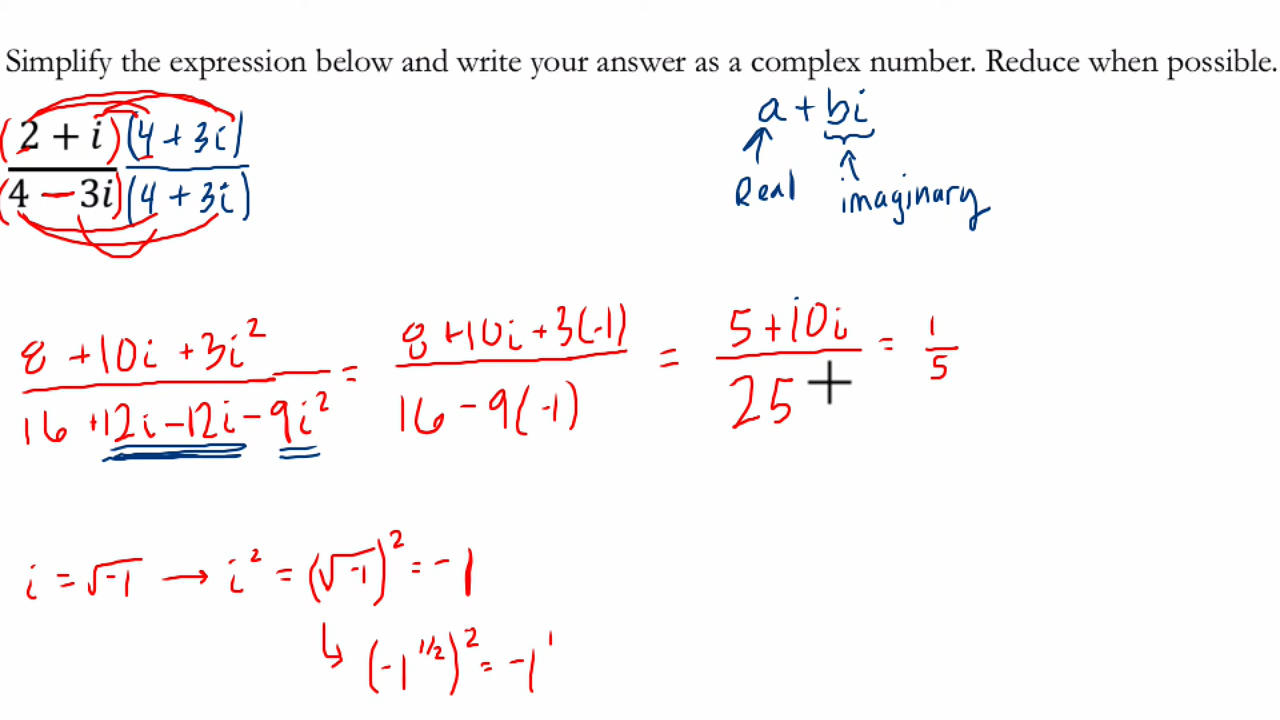 Simplify the expression below and write your answer as a complex number. Reduce when possible.
(2 + i)(4 + 3i)
(4 − 3i)(4 + 3i)
a + bi
Real
imaginary
8 + 10i + 3i² = 8 + 10i + 3(-1) = 5 + 10i = 1
16 + 12i − 12i − 9i² 16 − 9(-1) 25 5
i = √-1 → i² = (√-1)² = -1
↳ (-1^1/2)² = -1^1